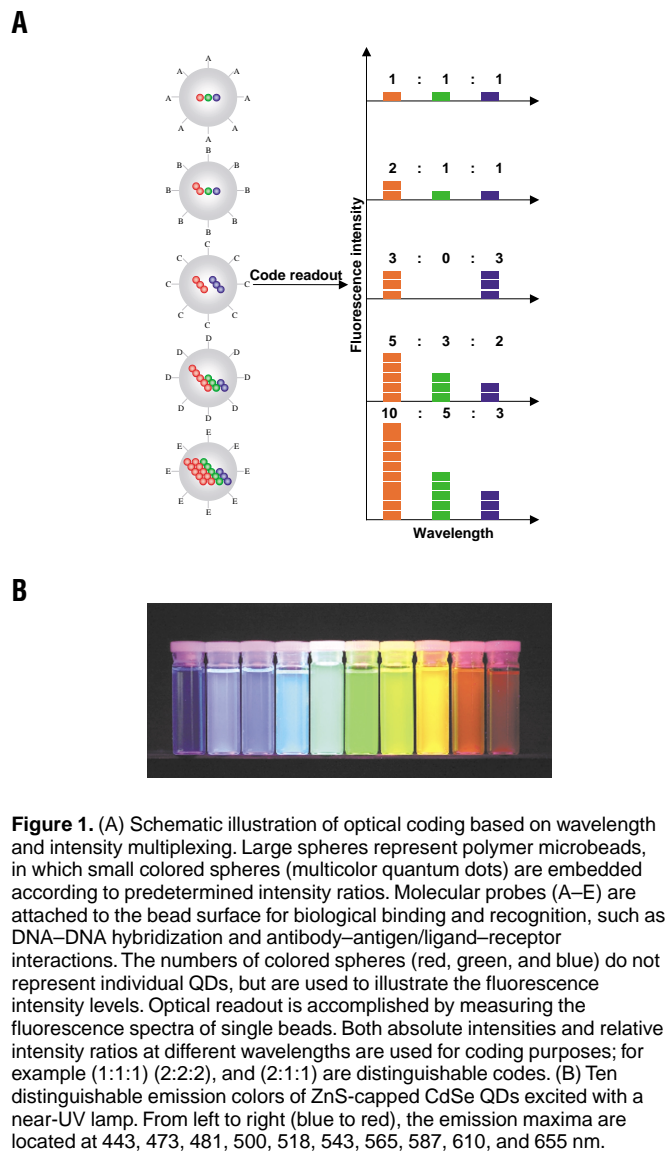 A
A
A A
A A
A A
A
1 : 1 : 1
B
B B
B B
B B
B
2 : 1 : 1
C
C C
C C
C C
C
Code readout
Fluorescence intensity
3 : 0 : 3
D
D D
D D
D D
D
5 : 3 : 2
E
E E
E E
E E
E
10 : 5 : 3
Wavelength
B
Figure 1. (A) Schematic illustration of optical coding based on wavelength
and intensity multiplexing. Large spheres represent polymer microbeads,
in which small colored spheres (multicolor quantum dots) are embedded
according to predetermined intensity ratios. Molecular probes (A–E) are
attached to the bead surface for biological binding and recognition, such as
DNA–DNA hybridization and antibody–antigen/ligand–receptor
interactions. The numbers of colored spheres (red, green, and blue) do not
represent individual QDs, but are used to illustrate the fluorescence
intensity levels. Optical readout is accomplished by measuring the
fluorescence spectra of single beads. Both absolute intensities and relative
intensity ratios at different wavelengths are used for coding purposes; for
example (1:1:1) (2:2:2), and (2:1:1) are distinguishable codes. (B) Ten
distinguishable emission colors of ZnS-capped CdSe QDs excited with a
near-UV lamp. From left to right (blue to red), the emission maxima are
located at 443, 473, 481, 500, 518, 543, 565, 587, 610, and 655 nm.